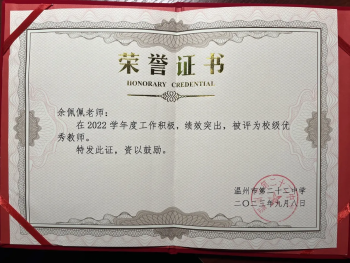 荣誉证书
HONORARY CREDENTIAL
余佩佩老师：
在2022学年度工作积极，绩效突出，被评为校级优
秀教师。
特发此证，资以鼓励。
温州市第二十二中学
二〇二三年九月八日